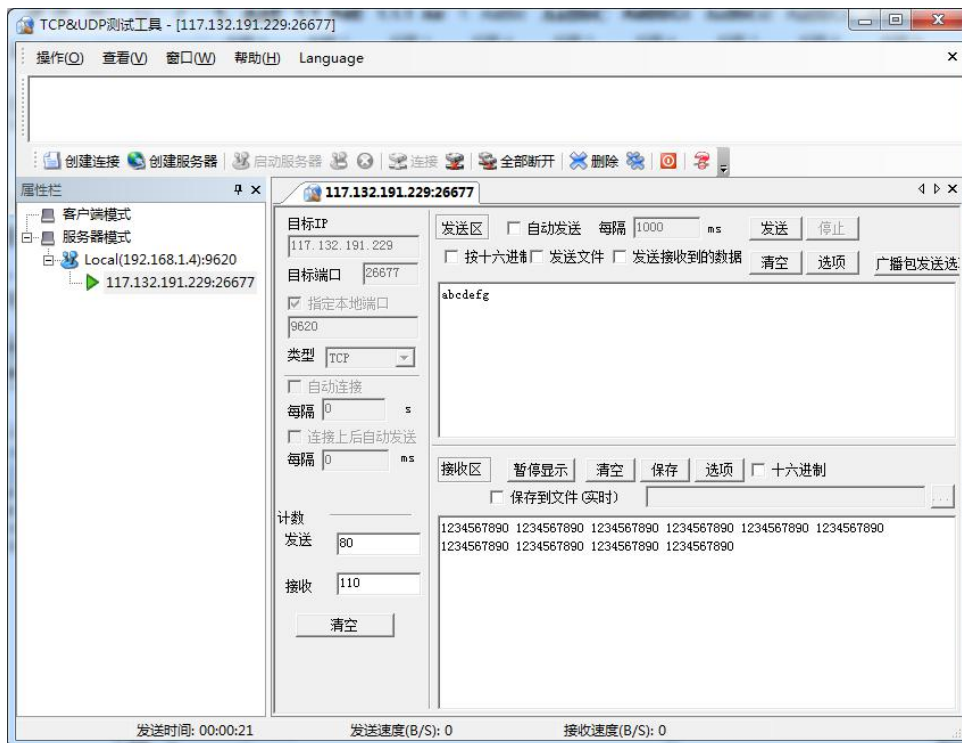 TCP&UDP测试工具 - [117.132.191.229:26677]
操作(O) 查看(V) 窗口(W) 帮助(H) Language
创建连接 创建服务器 启动服务器 连接 全部断开 删除
属性栏
客户端模式
服务器模式
Local(192.168.1.4):9620
117.132.191.229:26677
117.132.191.229:26677
目标IP
117.132.191.229
目标端口 26677
指定本地端口
9620
类型 TCP
自动连接
每隔 0 s
连接上后自动发送
每隔 0 ms
计数
发送 80
接收 110
清空
发送区 自动发送 每隔 1000 ms 发送 停止
按十六进制 发送文件 发送接收到的数据 清空 选项 广播包发送选
abcdefg
接收区 暂停显示 清空 保存 选项 十六进制
保存到文件(实时) ...
1234567890 1234567890 1234567890 1234567890 1234567890 1234567890
1234567890 1234567890 1234567890 1234567890
发送时间: 00:00:21 发送速度(B/S): 0 接收速度(B/S): 0